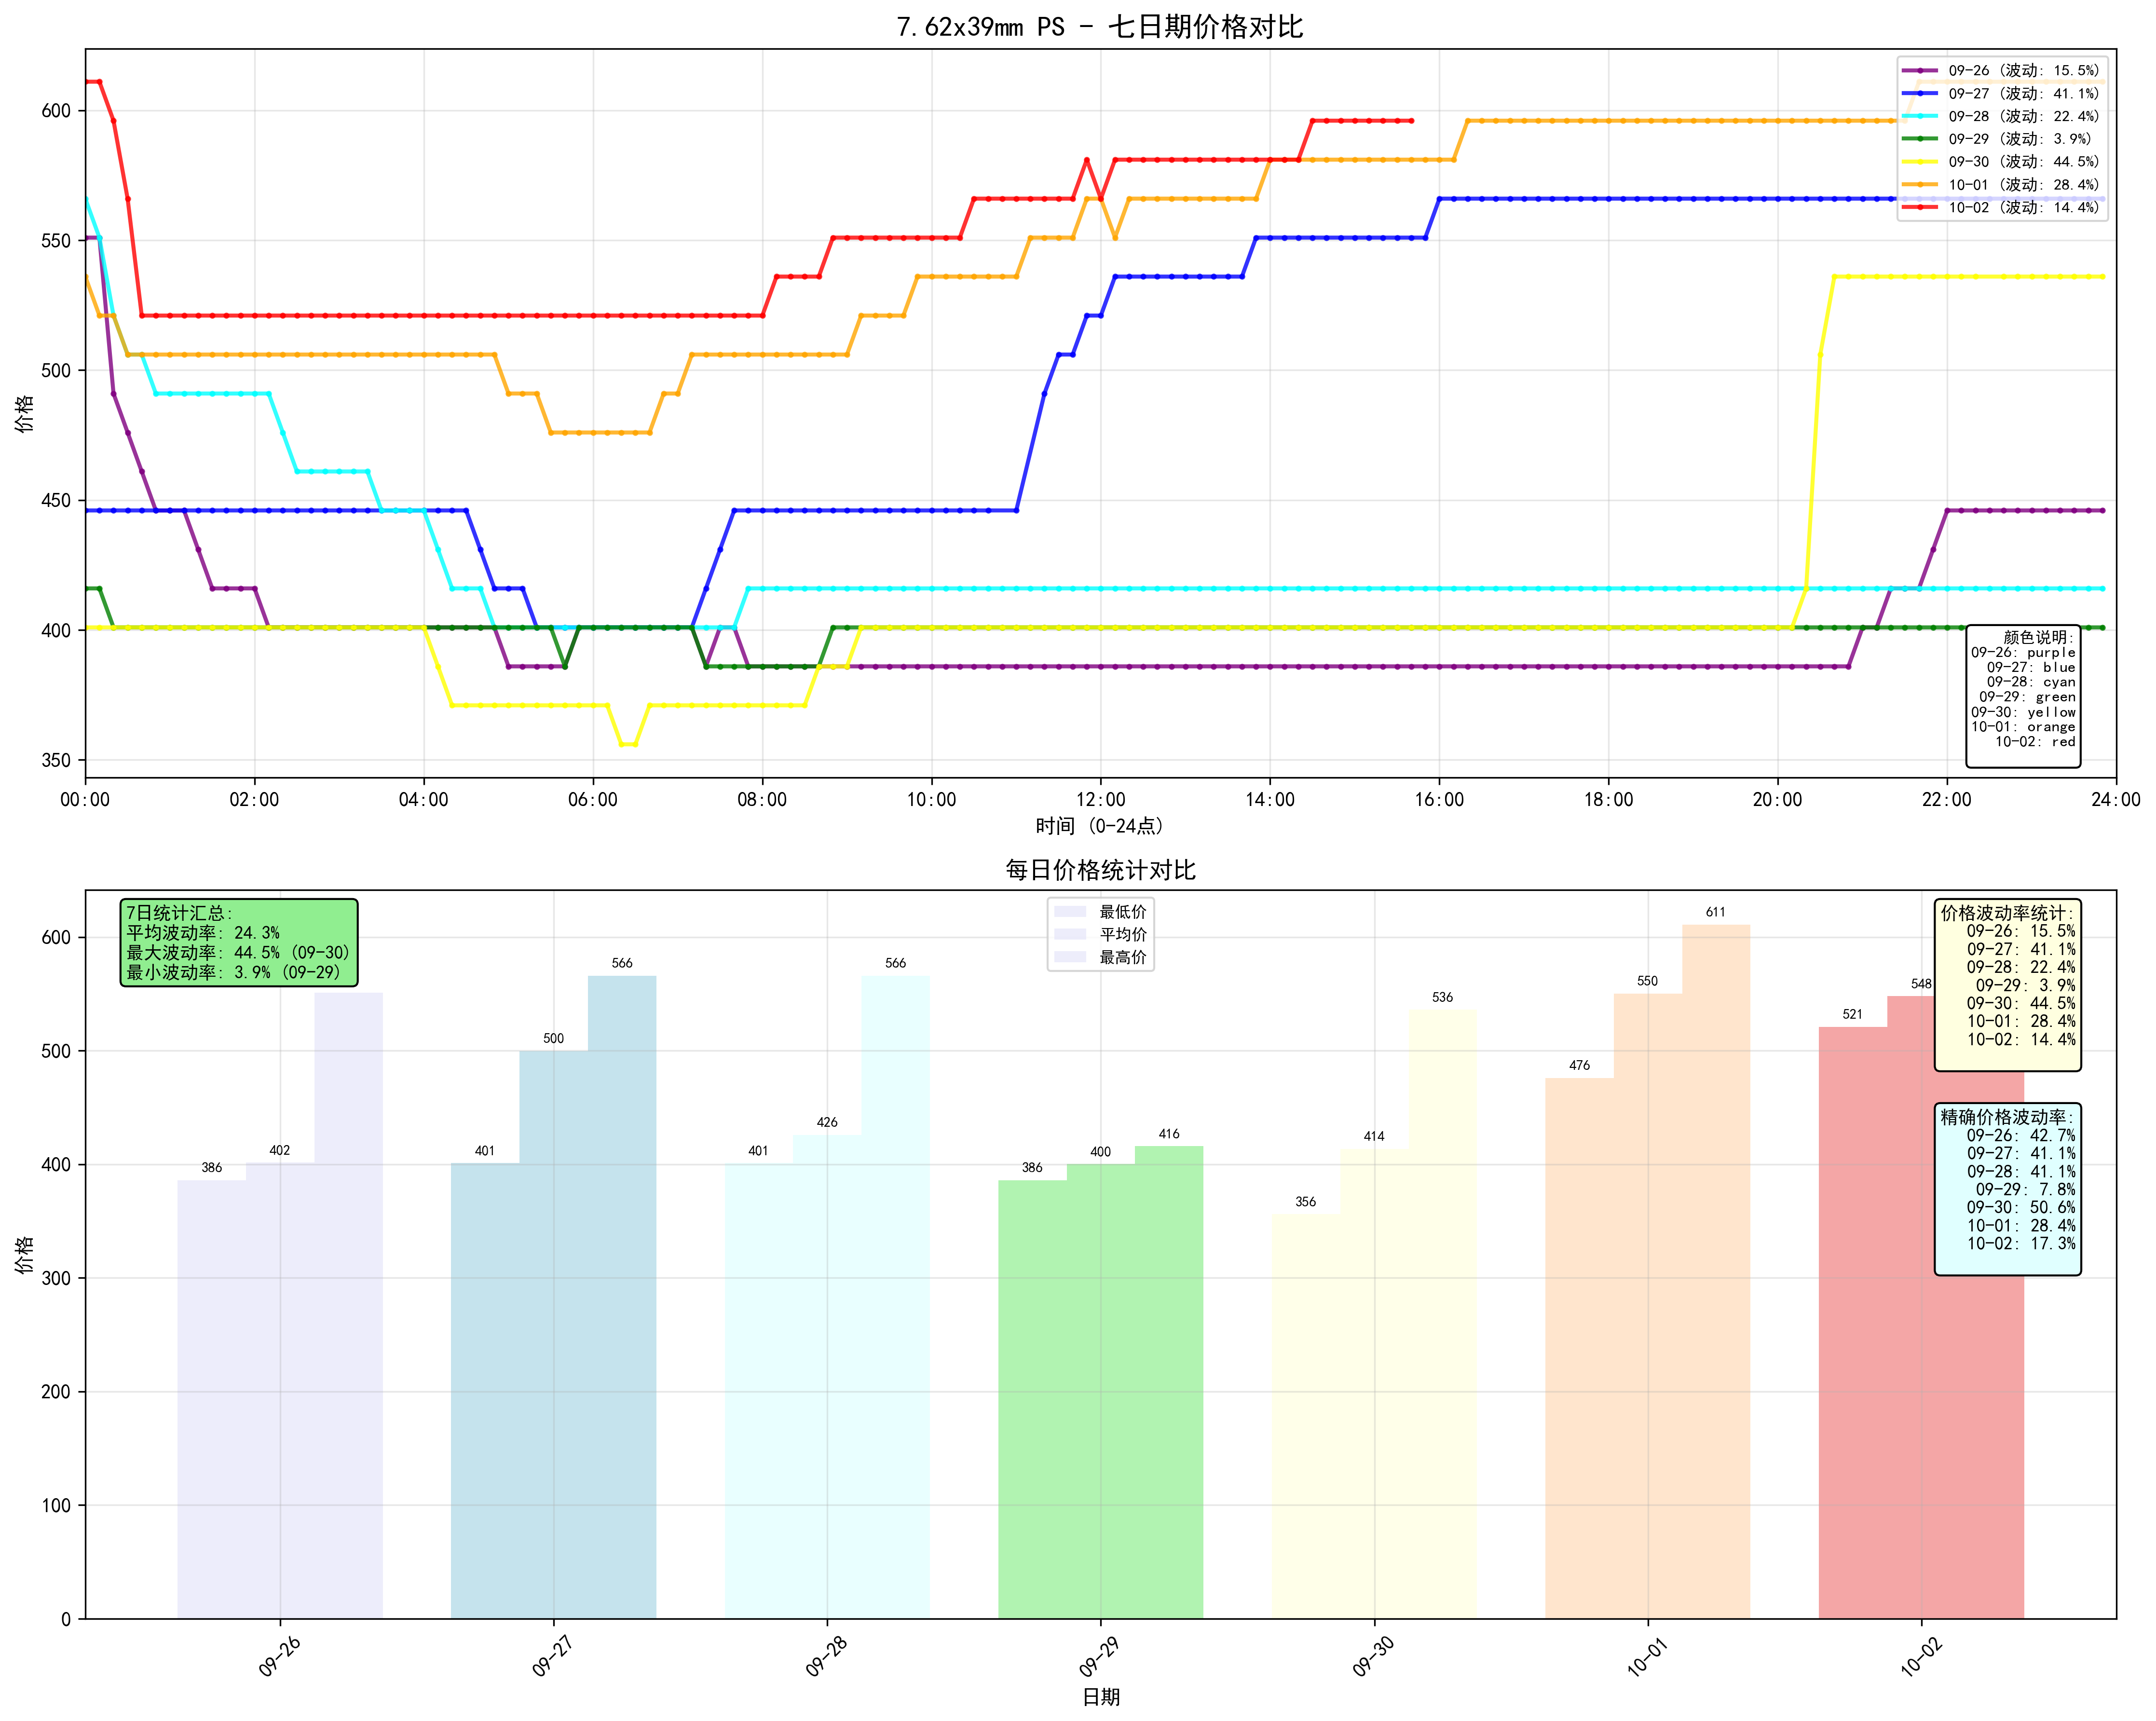 7.62x39mm PS - 七日期价格对比
价格
600
550
500
450
400
350
09-26 (波动: 15.5%)
09-27 (波动: 41.1%)
09-28 (波动: 22.4%)
09-29 (波动: 3.9%)
09-30 (波动: 44.5%)
10-01 (波动: 28.4%)
10-02 (波动: 14.4%)
颜色说明:
09-26: purple
09-27: blue
09-28: cyan
09-29: green
09-30: yellow
10-01: orange
10-02: red
00:00 02:00 04:00 06:00 08:00 10:00 12:00 14:00 16:00 18:00 20:00 22:00 24:00
时间 (0-24点)
每日价格统计对比
价格
600
500
400
300
200
100
0
7日统计汇总:
平均波动率: 24.3%
最大波动率: 44.5% (09-30)
最小波动率: 3.9% (09-29)
最低价
平均价
最高价
价格波动率统计:
09-26: 15.5%
09-27: 41.1%
09-28: 22.4%
09-29: 3.9%
09-30: 44.5%
10-01: 28.4%
10-02: 14.4%
精确价格波动率:
09-26: 42.7%
09-27: 41.1%
09-28: 41.1%
09-29: 7.8%
09-30: 50.6%
10-01: 28.4%
10-02: 17.3%
386 402
401 500 566
401 426 566
386 400 416
356 414 536
476 550 611
521 548
09-26 09-27 09-28 09-29 09-30 10-01 10-02
日期